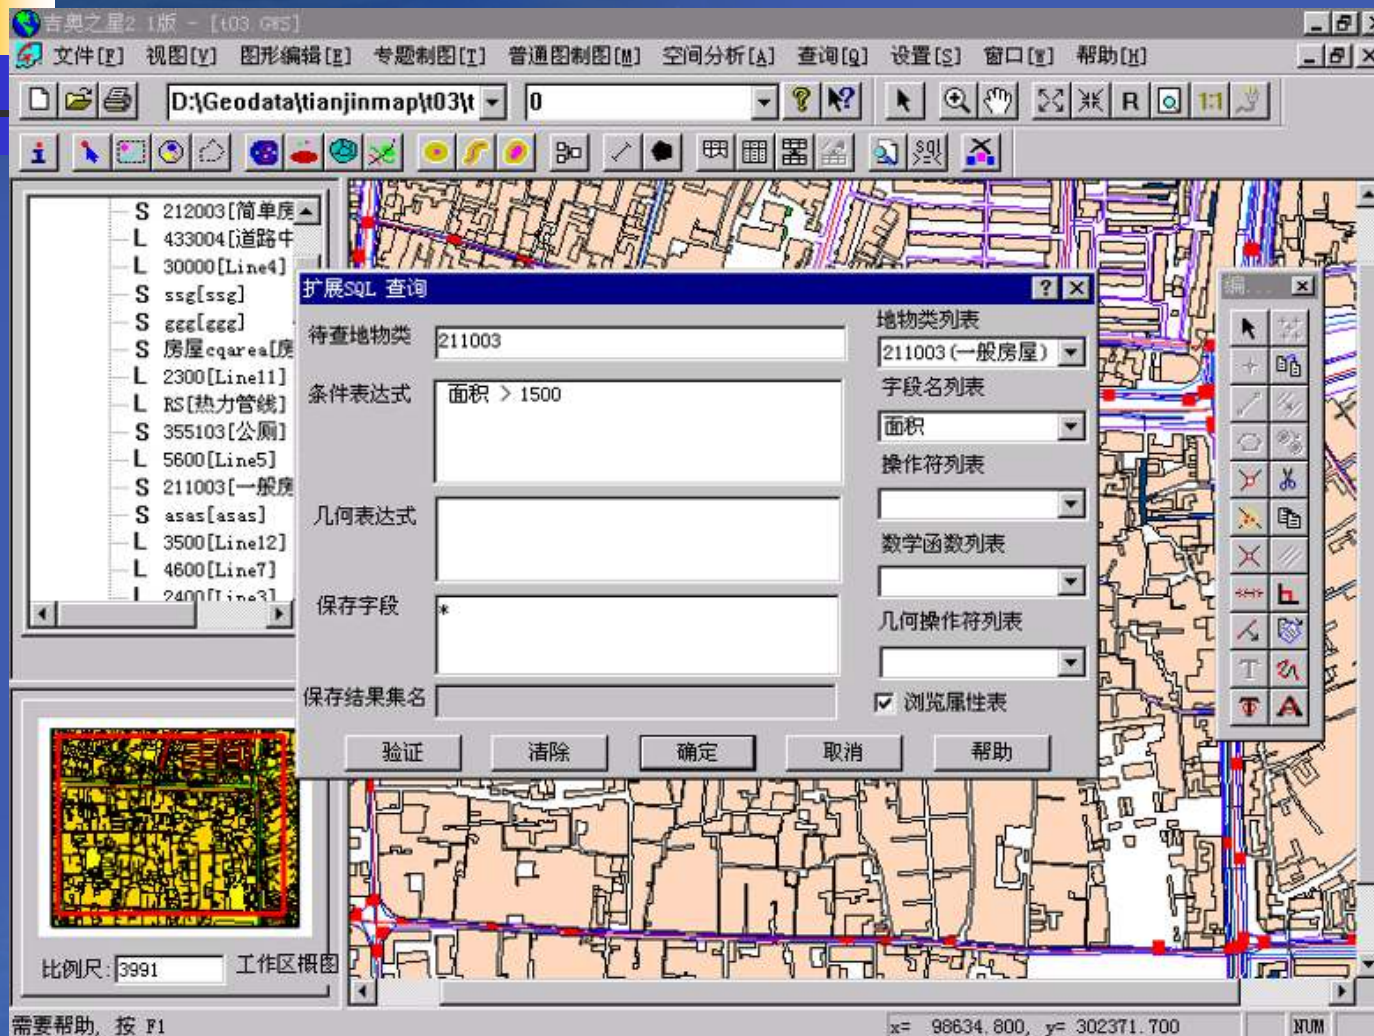 吉奥之星2.1版 - [t03.GWS]
文件[F] 视图[V] 图形编辑[E] 专题制图[T] 普通图制图[M] 空间分析[A] 查询[Q] 设置[S] 窗口[W] 帮助[H]
D:\Geodata\tianjinmap\t03\t 0 R 1:1
sql
S 212003[简单房
L 433004[道路中
L 30000[Line4]
S ssg[ssg]
S ggg[ggg]
S 房屋cqarea[房
L 2300[Line11]
L RS[热力管线]
S 355103[公厕]
L 5600[Line5]
S 211003[一般房
S asas[asas]
L 3500[Line12]
L 4600[Line7]
L 2400[Line3]
扩展SQL 查询
待查地物类 211003
条件表达式 面积 > 1500
几何表达式
保存字段 *
保存结果集名
地物类列表
211003(一般房屋)
字段名列表
面积
操作符列表
数学函数列表
几何操作符列表
浏览属性表
验证 清除 确定 取消 帮助
编...
比例尺: 3991 工作区概图
需要帮助, 按 F1 x= 98634.800, y= 302371.700 NUM